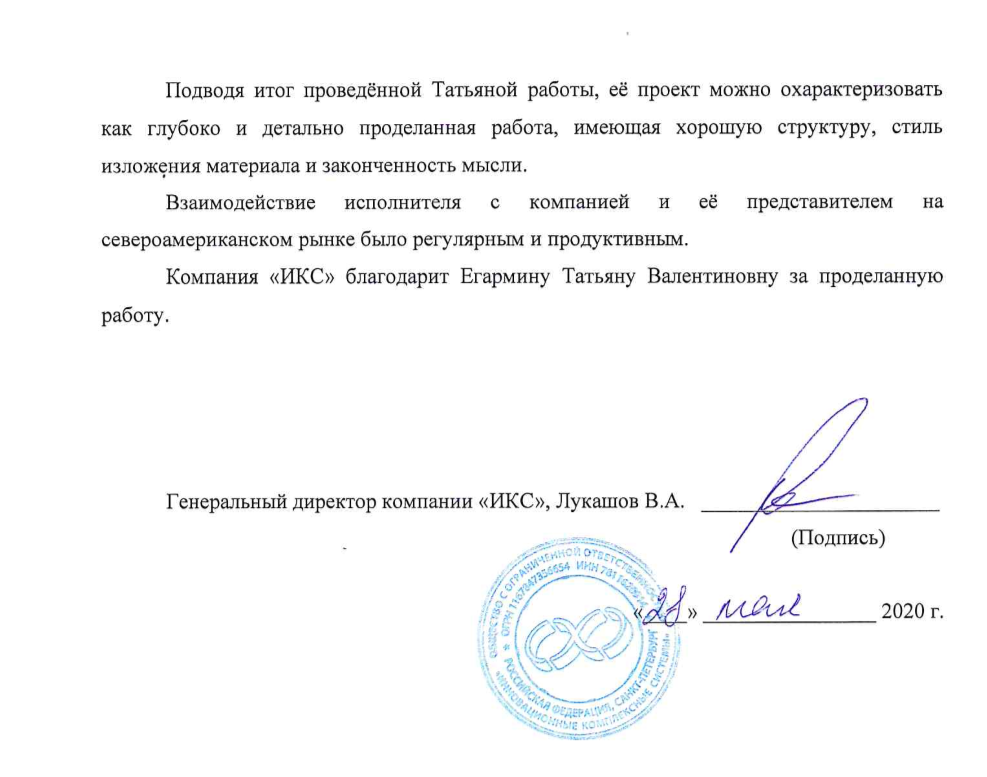 Подводя итог проведённой Татьяной работы, её проект можно охарактеризовать
как глубоко и детально проделанная работа, имеющая хорошую структуру, стиль
изложения материала и законченность мысли.
Взаимодействие исполнителя с компанией и её представителем на
североамериканском рынке было регулярным и продуктивным.
Компания «ИКС» благодарит Егармину Татьяну Валентиновну за проделанную
работу.
Генеральный директор компании «ИКС», Лукашов В.А.
(Подпись)
«28» мая 2020 г.
ОБЩЕСТВО С ОГРАНИЧЕННОЙ ОТВЕТСТВЕННОСТЬЮ
ОГРН 1167847356654 ИНН
РОССИЙСКАЯ ФЕДЕРАЦИЯ, САНКТ-ПЕТЕРБУРГ
«ИННОВАЦИОННЫЕ КОМПЛЕКСНЫЕ СИСТЕМЫ»